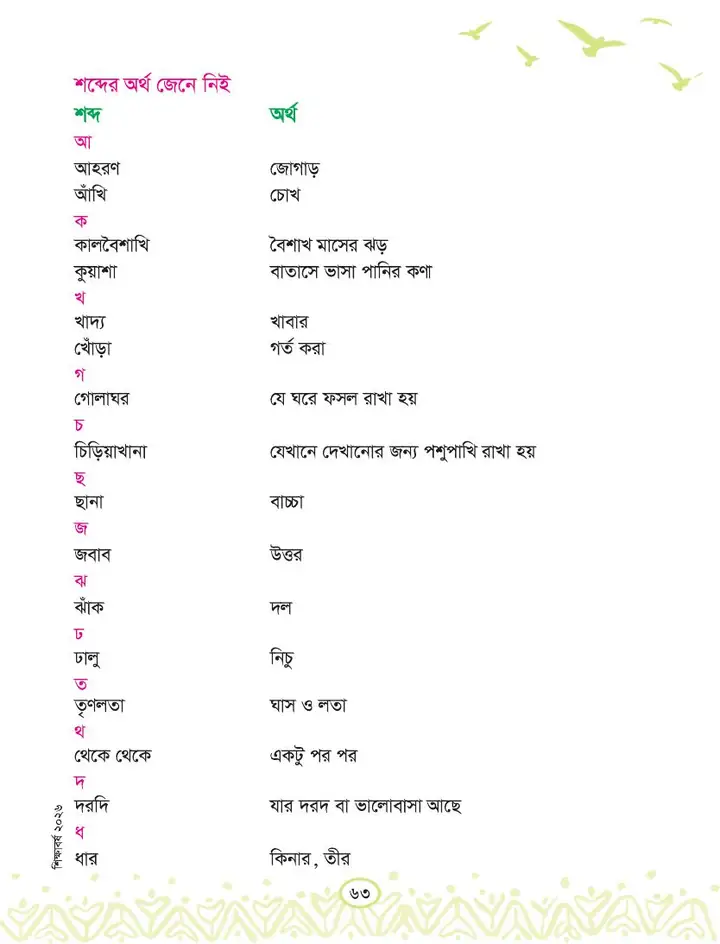 শব্দের অর্থ জেনে নিই
শব্দ অর্থ
আ
আহরণ জোগাড়
আঁখি চোখ
ক
কালবৈশাখি বৈশাখ মাসের ঝড়
কুয়াশা বাতাসে ভাসা পানির কণা
খ
খাদ্য খাবার
খোঁড়া গর্ত করা
গ
গোলাঘর যে ঘরে ফসল রাখা হয়
চ
চিড়িয়াখানা যেখানে দেখানোর জন্য পশুপাখি রাখা হয়
ছ
ছানা বাচ্চা
জ
জবাব উত্তর
ঝ
ঝাঁক দল
ঢ
ঢালু নিচু
ত
তৃণলতা ঘাস ও লতা
থ
থেকে থেকে একটু পর পর
দ
দরদি যার দরদ বা ভালোবাসা আছে
ধ
ধার কিনার, তীর
শিক্ষাবর্ষ ২০২৬
৬৩